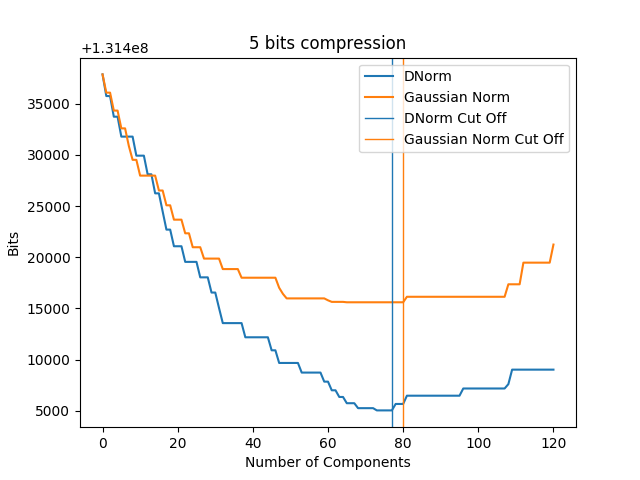 5 bits compression
+1.314e8
DNorm
Gaussian Norm
DNorm Cut Off
Gaussian Norm Cut Off
35000
30000
25000
20000
15000
10000
5000
Bits
0 20 40 60 80 100 120
Number of Components